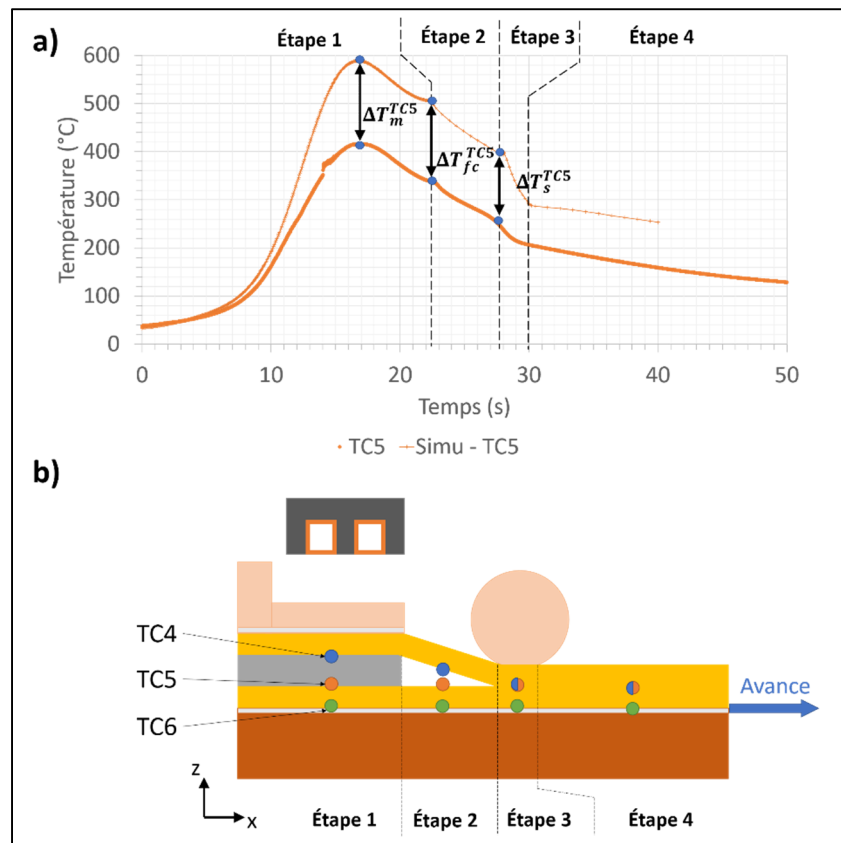 a)
Étape 1
Étape 2
Étape 3
Étape 4
600
500
400
300
200
100
0
Température (°C)
ΔT_m^{TC5}
ΔT_{fc}^{TC5}
ΔT_s^{TC5}
0 10 20 30 40 50
Temps (s)
TC5 Simu - TC5
b)
TC4
TC5
TC6
Avance
z
x
Étape 1 Étape 2 Étape 3 Étape 4